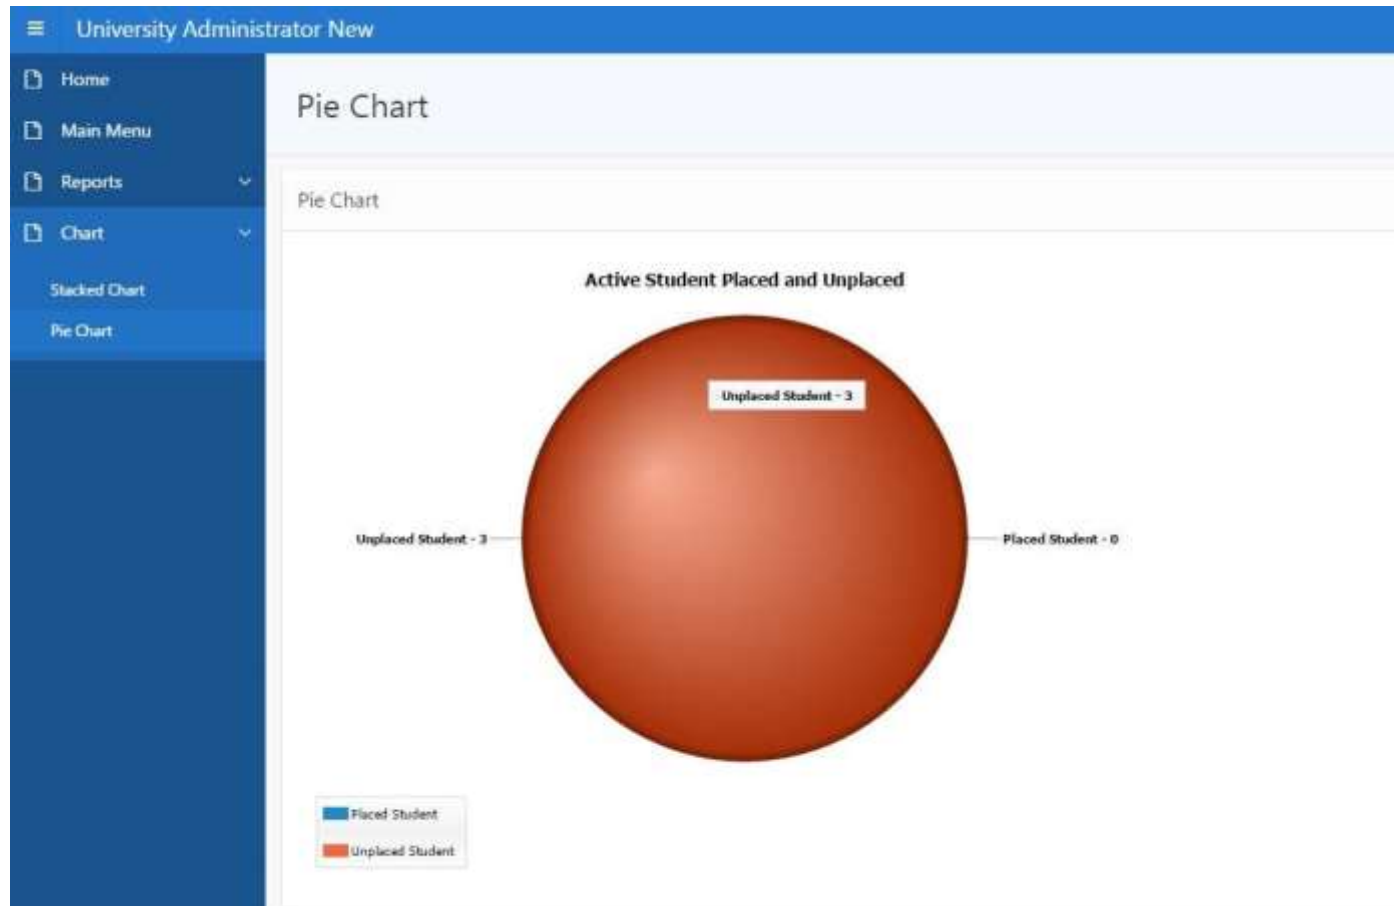 University Administrator New
Home
Main Menu
Reports
Chart
Stacked Chart
Pie Chart
Pie Chart
Pie Chart
Active Student Placed and Unplaced
Unplaced Student - 3
Unplaced Student - 3
Placed Student - 0
Placed Student
Unplaced Student